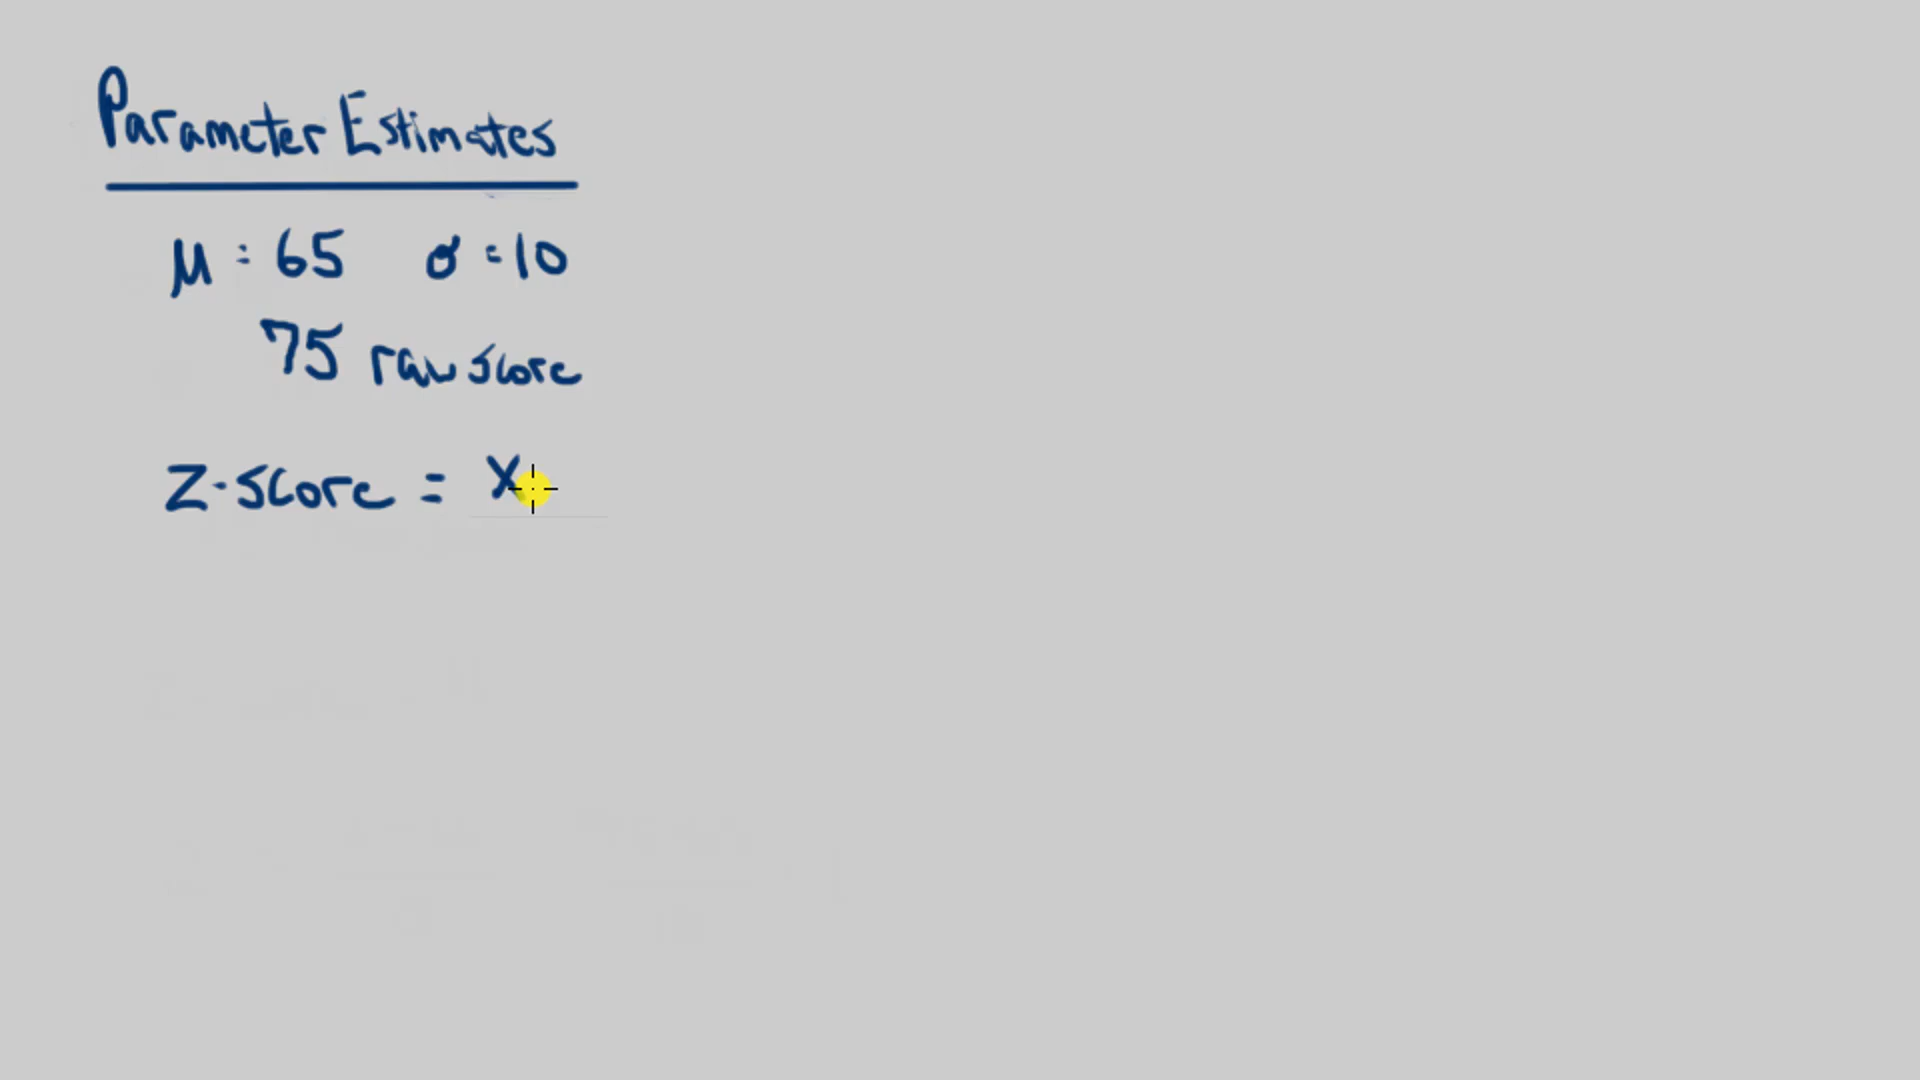 Parameter Estimates
μ = 65 σ = 10
75 raw score
Z-score = X